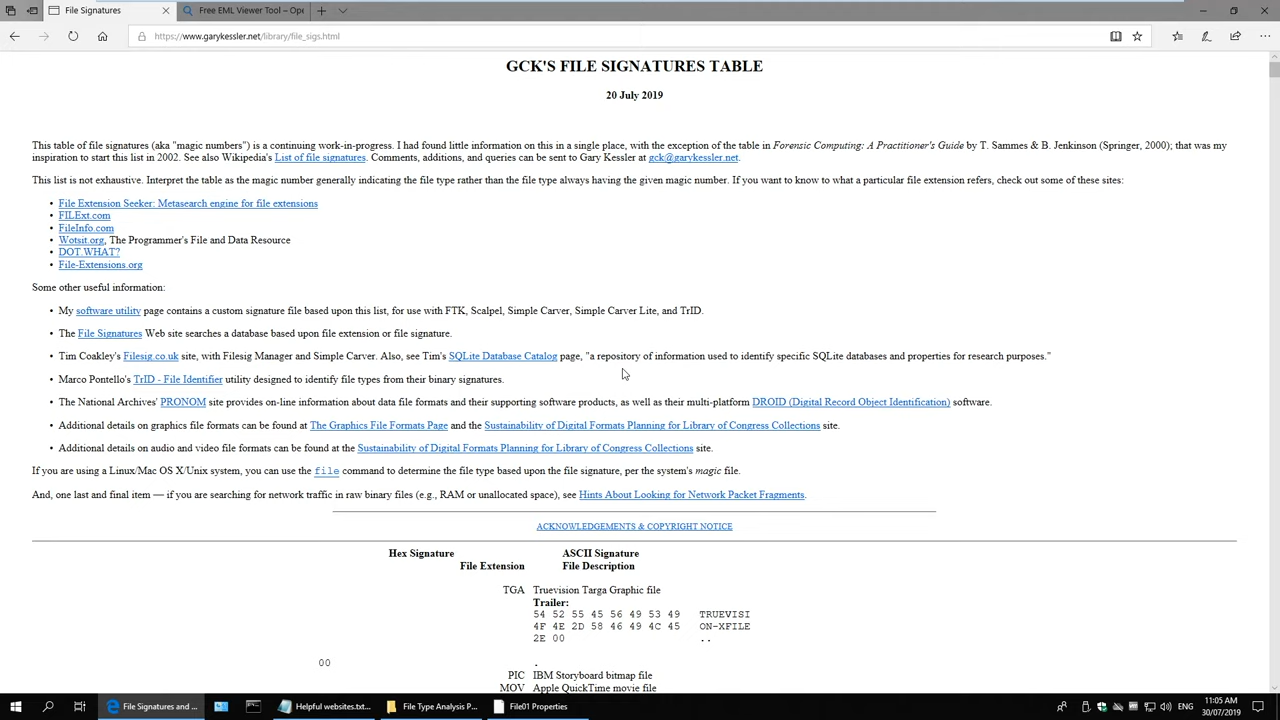 File Signatures
Free EML Viewer Tool – Ope
https://www.garykessler.net/library/file_sigs.html
GCK'S FILE SIGNATURES TABLE
20 July 2019
This table of file signatures (aka "magic numbers") is a continuing work-in-progress. I had found little information on this in a single place, with the exception of the table in Forensic Computing: A Practitioner's Guide by T. Sammes & B. Jenkinson (Springer, 2000); that was my
inspiration to start this list in 2002. See also Wikipedia's List of file signatures. Comments, additions, and queries can be sent to Gary Kessler at gck@garykessler.net.
This list is not exhaustive. Interpret the table as the magic number generally indicating the file type rather than the file type always having the given magic number. If you want to know to what a particular file extension refers, check out some of these sites:
• File Extension Seeker: Metasearch engine for file extensions
• FILExt.com
• FileInfo.com
• Wotsit.org, The Programmer's File and Data Resource
• DOT.WHAT?
• File-Extensions.org
Some other useful information:
• My software utility page contains a custom signature file based upon this list, for use with FTK, Scalpel, Simple Carver, Simple Carver Lite, and TrID.
• The File Signatures Web site searches a database based upon file extension or file signature.
• Tim Coakley's Filesig.co.uk site, with Filesig Manager and Simple Carver. Also, see Tim's SQLite Database Catalog page, "a repository of information used to identify specific SQLite databases and properties for research purposes."
• Marco Pontello's TrID - File Identifier utility designed to identify file types from their binary signatures.
• The National Archives' PRONOM site provides on-line information about data file formats and their supporting software products, as well as their multi-platform DROID (Digital Record Object Identification) software.
• Additional details on graphics file formats can be found at The Graphics File Formats Page and the Sustainability of Digital Formats Planning for Library of Congress Collections site.
• Additional details on audio and video file formats can be found at the Sustainability of Digital Formats Planning for Library of Congress Collections site.
If you are using a Linux/Mac OS X/Unix system, you can use the file command to determine the file type based upon the file signature, per the system's magic file.
And, one last and final item — if you are searching for network traffic in raw binary files (e.g., RAM or unallocated space), see Hints About Looking for Network Packet Fragments.
ACKNOWLEDGEMENTS & COPYRIGHT NOTICE
Hex Signature ASCII Signature
File Extension File Description
TGA Truevision Targa Graphic file
Trailer:
54 52 55 45 56 49 53 49 TRUEVISI
4F 4E 2D 58 46 49 4C 45 ON-XFILE
2E 00 ..
00 .
PIC IBM Storyboard bitmap file
MOV Apple QuickTime movie file
File Signatures and ...
Helpful websites.txt...
File Type Analysis P...
File01 Properties
ENG
11:05 AM
30/07/2019